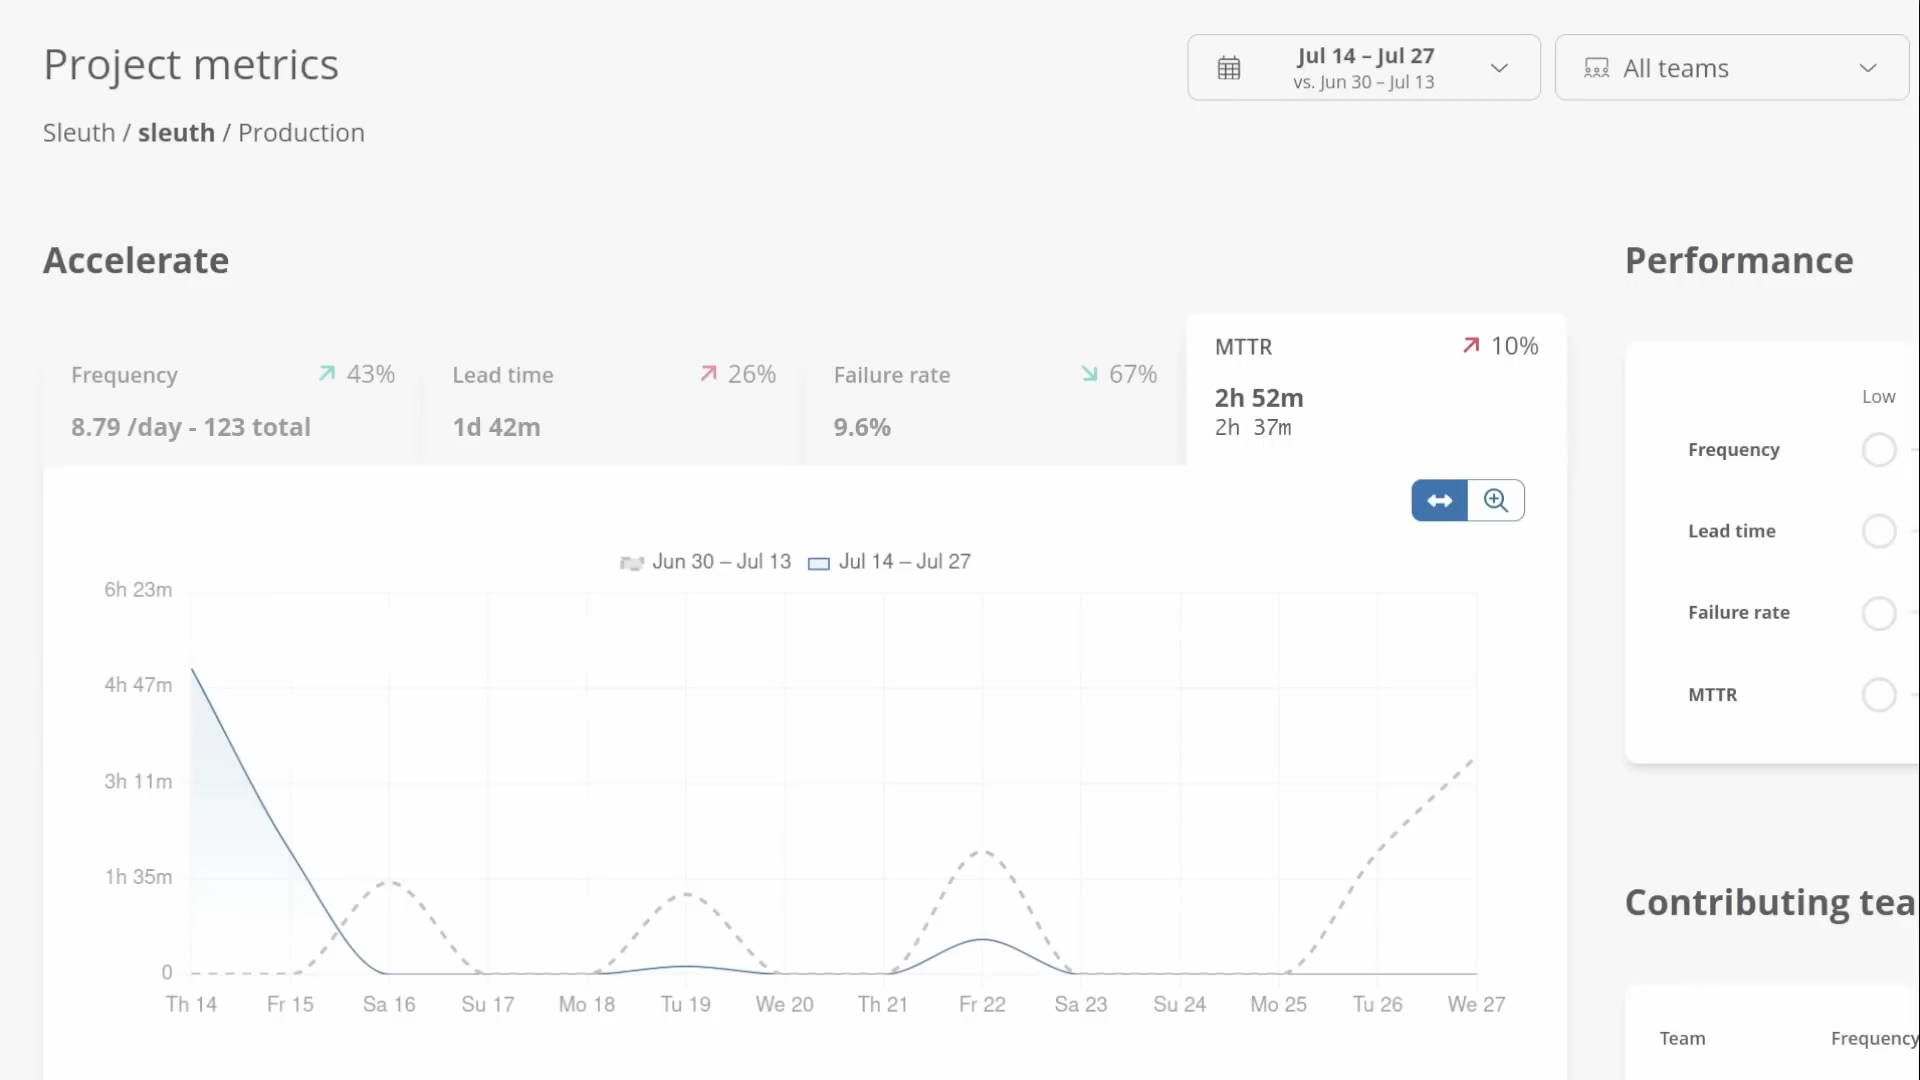 Project metrics
Jul 14 – Jul 27
vs. Jun 30 – Jul 13
All teams
Sleuth / sleuth / Production
Accelerate
Performance
Frequency 43%
8.79 /day - 123 total
Lead time 26%
1d 42m
Failure rate 67%
9.6%
MTTR 10%
2h 52m
2h 37m
Low
Frequency
Lead time
Failure rate
MTTR
Jun 30 – Jul 13 Jul 14 – Jul 27
6h 23m
4h 47m
3h 11m
1h 35m
0
Th 14 Fr 15 Sa 16 Su 17 Mo 18 Tu 19 We 20 Th 21 Fr 22 Sa 23 Su 24 Mo 25 Tu 26 We 27
Contributing tea
Team Frequency